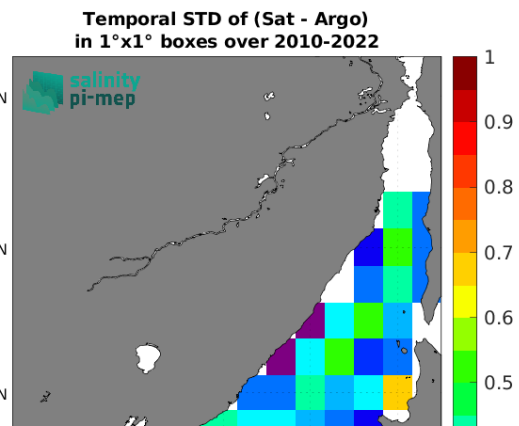 Temporal STD of (Sat - Argo)
in 1°x1° boxes over 2010-2022
salinity
pi-mep
N
N
N
1
0.9
0.8
0.7
0.6
0.5